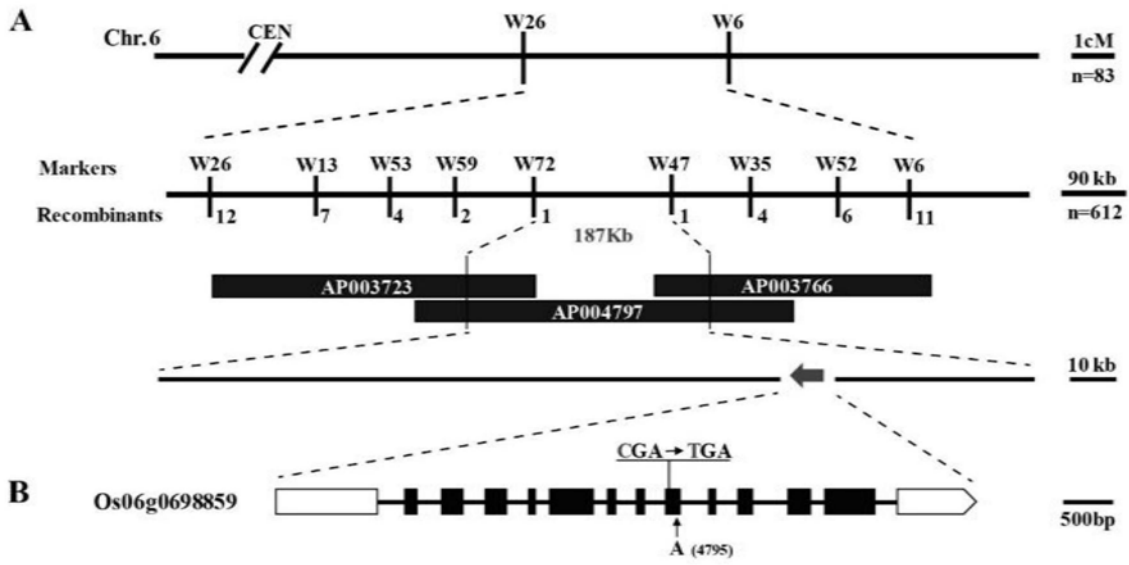 A
Chr.6 CEN W26 W6 1cM
n=83
Markers W26 W13 W53 W59 W72 W47 W35 W52 W6 90 kb
Recombinants 12 7 4 2 1 1 4 6 11 n=612
187Kb
AP003723 AP003766
AP004797
10 kb
CGA→TGA
B Os06g0698859
500bp
A (4795)